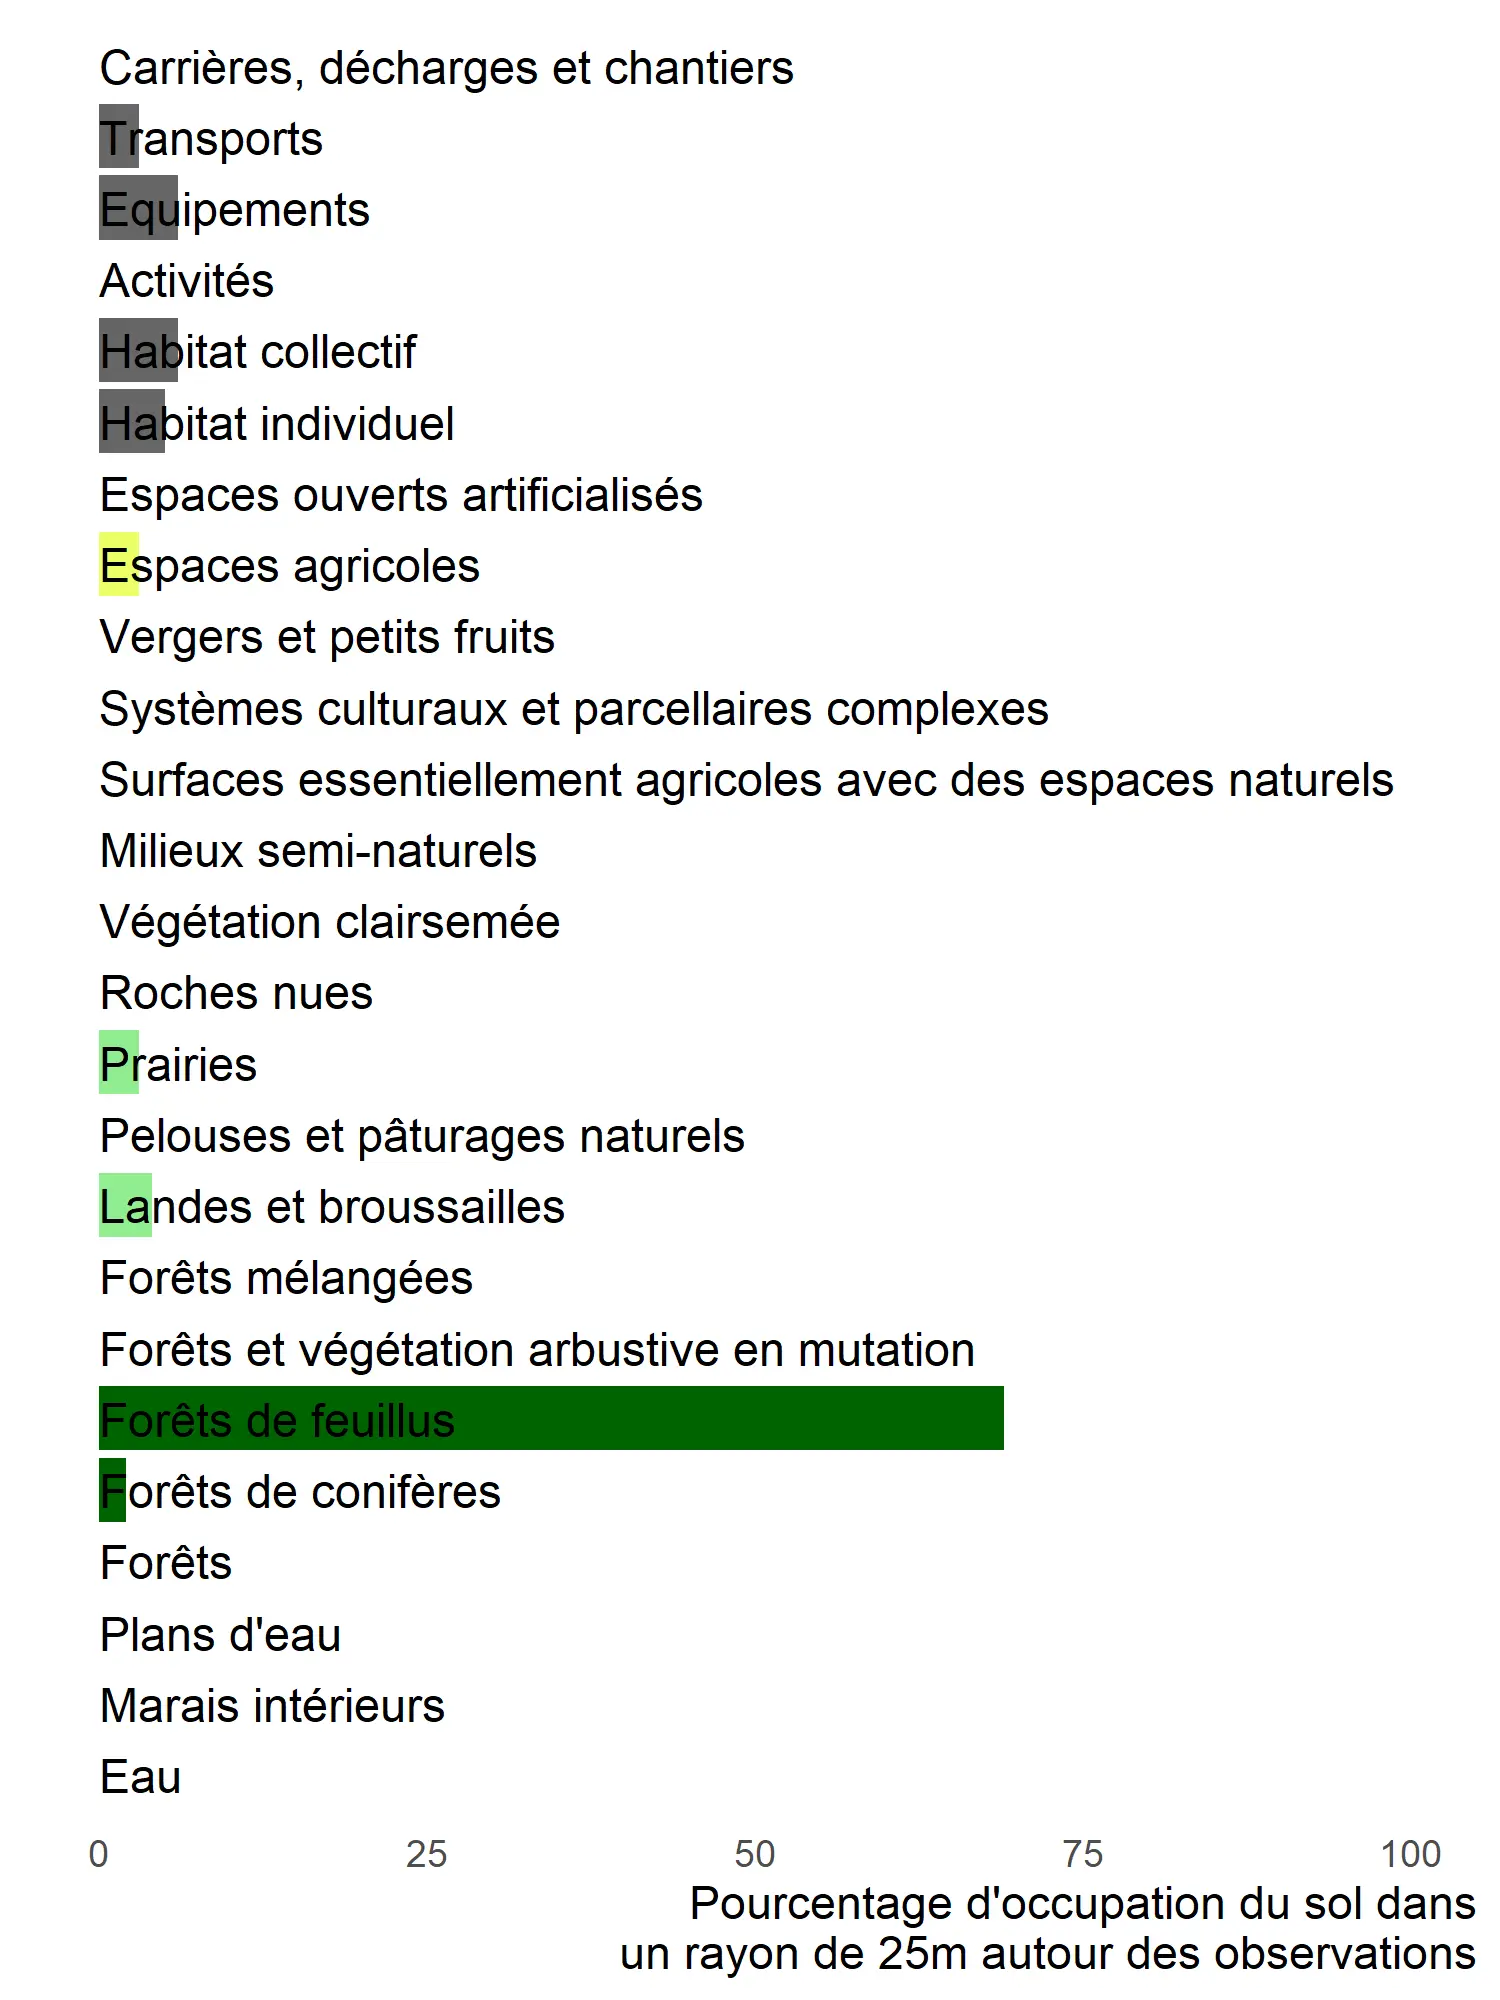 Carrières, décharges et chantiers
Transports
Equipements
Activités
Habitat collectif
Habitat individuel
Espaces ouverts artificialisés
Espaces agricoles
Vergers et petits fruits
Systèmes culturaux et parcellaires complexes
Surfaces essentiellement agricoles avec des espaces naturels
Milieux semi-naturels
Végétation clairsemée
Roches nues
Prairies
Pelouses et pâturages naturels
Landes et broussailles
Forêts mélangées
Forêts et végétation arbustive en mutation
Forêts de feuillus
Forêts de conifères
Forêts
Plans d'eau
Marais intérieurs
Eau
0 25 50 75 100
Pourcentage d'occupation du sol dans
un rayon de 25m autour des observations